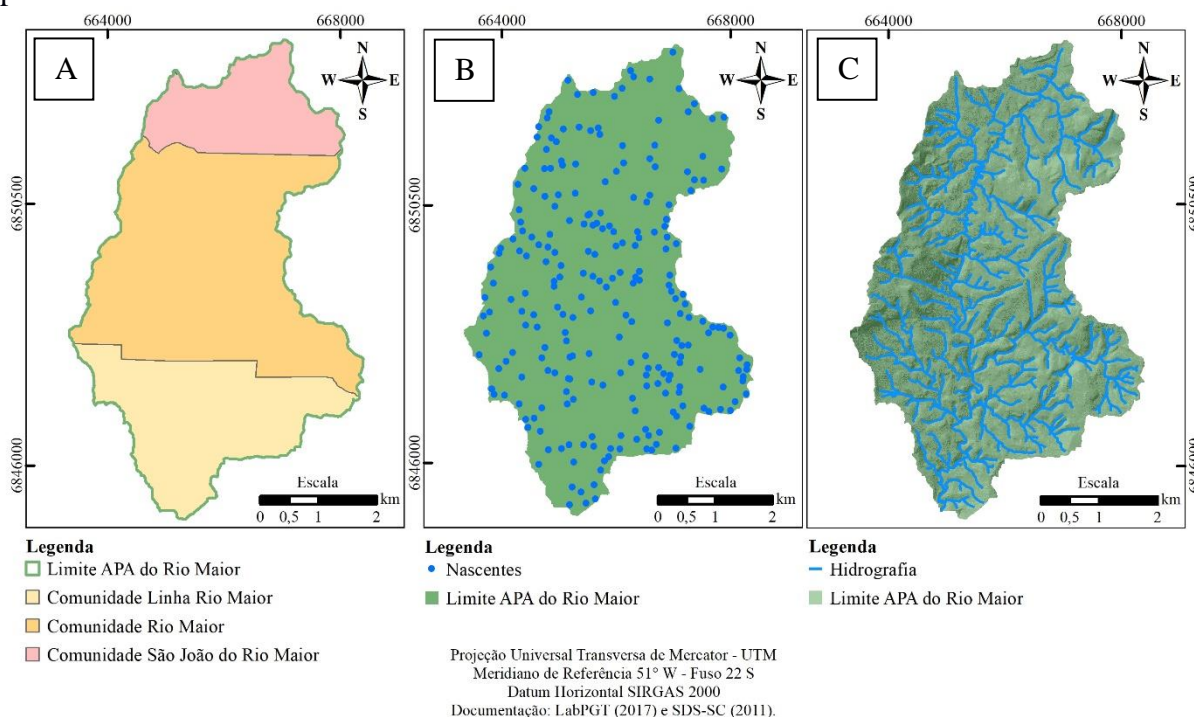 664000 668000
A
N
W E
S
6850500
6846000
Escala
km
0 0,5 1 2
664000 668000
B
N
W E
S
6850500
6846000
Escala
km
0 0,5 1 2
664000 668000
C
N
W E
S
6850500
6846000
Escala
km
0 0,5 1 2
Legenda
Limite APA do Rio Maior
Comunidade Linha Rio Maior
Comunidade Rio Maior
Comunidade São João do Rio Maior
Legenda
Nascentes
Limite APA do Rio Maior
Legenda
Hidrografia
Limite APA do Rio Maior
Projeção Universal Transversa de Mercator - UTM
Meridiano de Referência 51° W - Fuso 22 S
Datum Horizontal SIRGAS 2000
Documentação: LabPGT (2017) e SDS-SC (2011).